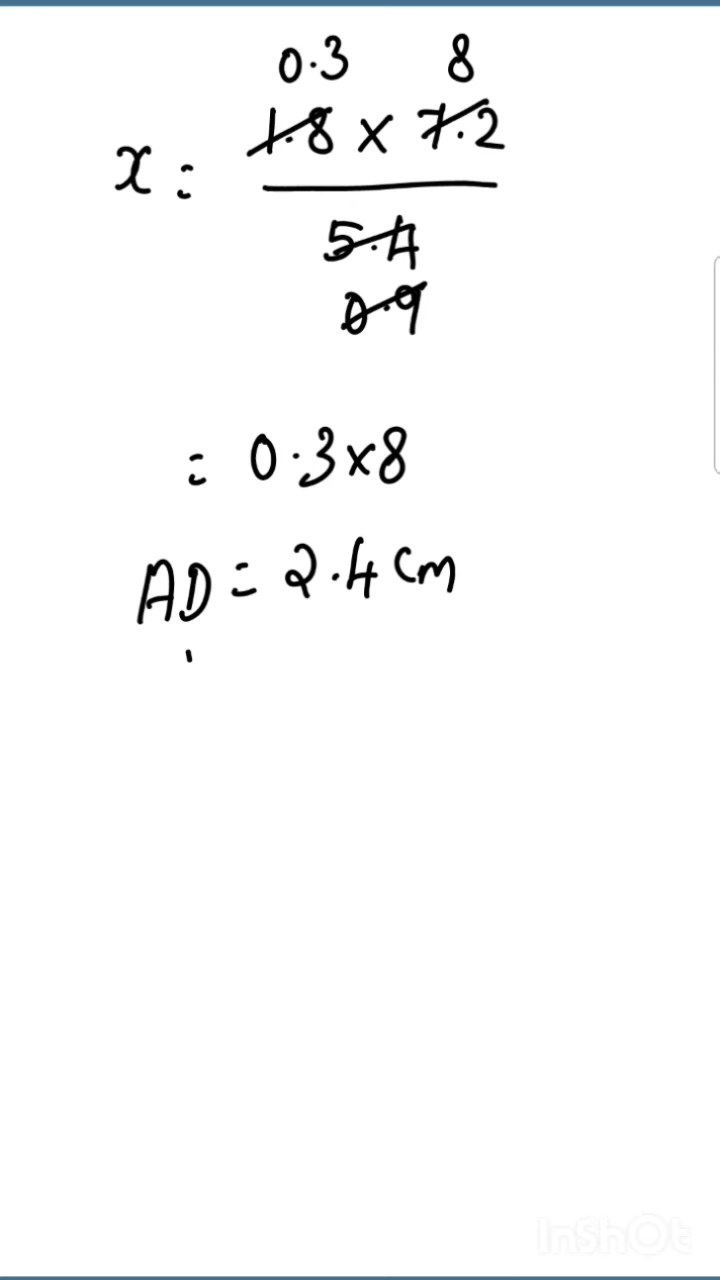 0.3 8
x = 1.8 x 7.2
5.4
0.9
= 0.3 x 8
AD = 2.4 cm
InShOt